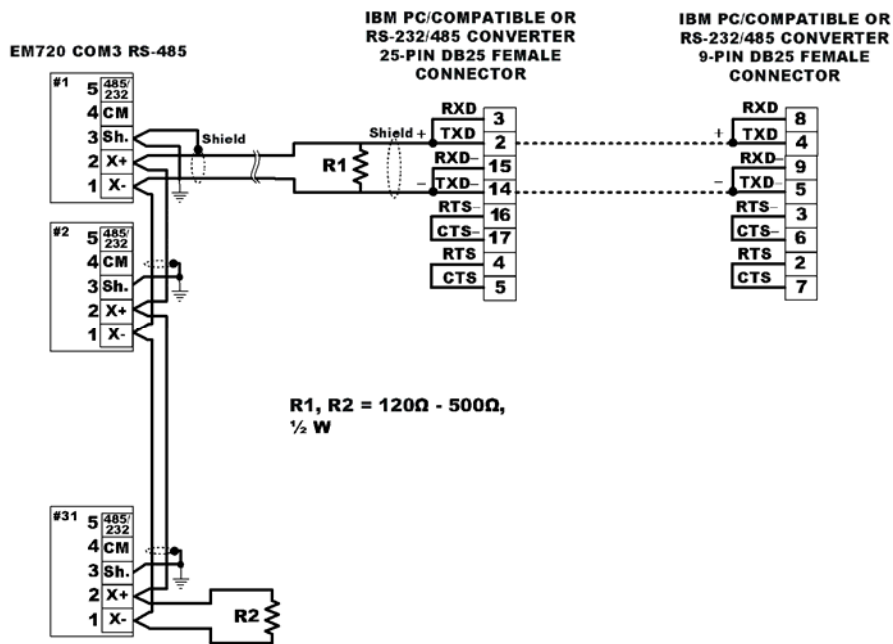 IBM PC/COMPATIBLE OR
RS-232/485 CONVERTER
25-PIN DB25 FEMALE
CONNECTOR
IBM PC/COMPATIBLE OR
RS-232/485 CONVERTER
9-PIN DB25 FEMALE
CONNECTOR
EM720 COM3 RS-485
#1
5 485/
232
4 CM
3 Sh.
2 X+
1 X-
Shield
R1
Shield +
–
RXD 3
TXD 2
RXD– 15
TXD– 14
RTS– 16
CTS– 17
RTS 4
CTS 5
+
–
RXD 8
TXD 4
RXD– 9
TXD– 5
RTS– 3
CTS– 6
RTS 2
CTS 7
#2
5 485/
232
4 CM
3 Sh.
2 X+
1 X-
R1, R2 = 120Ω - 500Ω,
½ W
#31
5 485/
232
4 CM
3 Sh.
2 X+
1 X-
R2